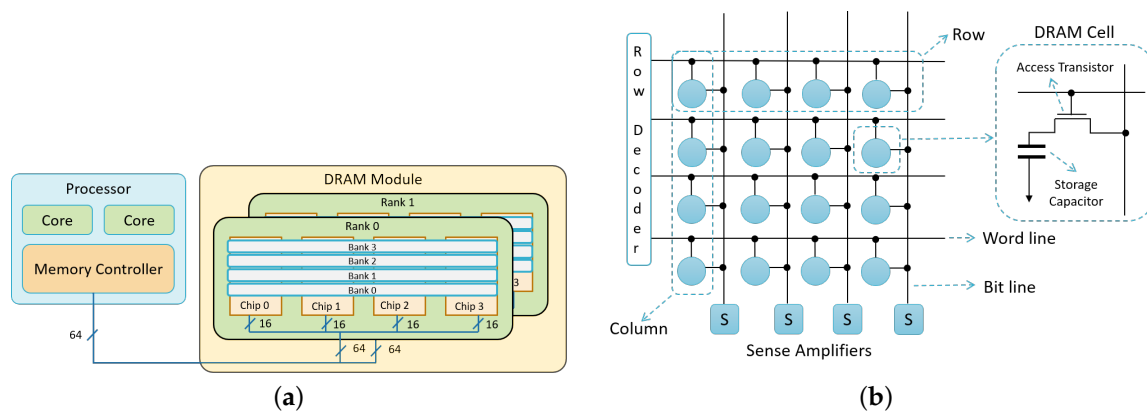 Processor
Core
Core
Memory Controller
64
DRAM Module
Rank 1
Rank 0
Bank 3
Bank 2
Bank 1
Bank 0
Chip 0
Chip 1
Chip 2
Chip 3
3
16
16
16
16
64
64
(a)
Row Decoder
Row
Column
S
S
S
S
Sense Amplifiers
Word line
Bit line
DRAM Cell
Access Transistor
Storage
Capacitor
(b)